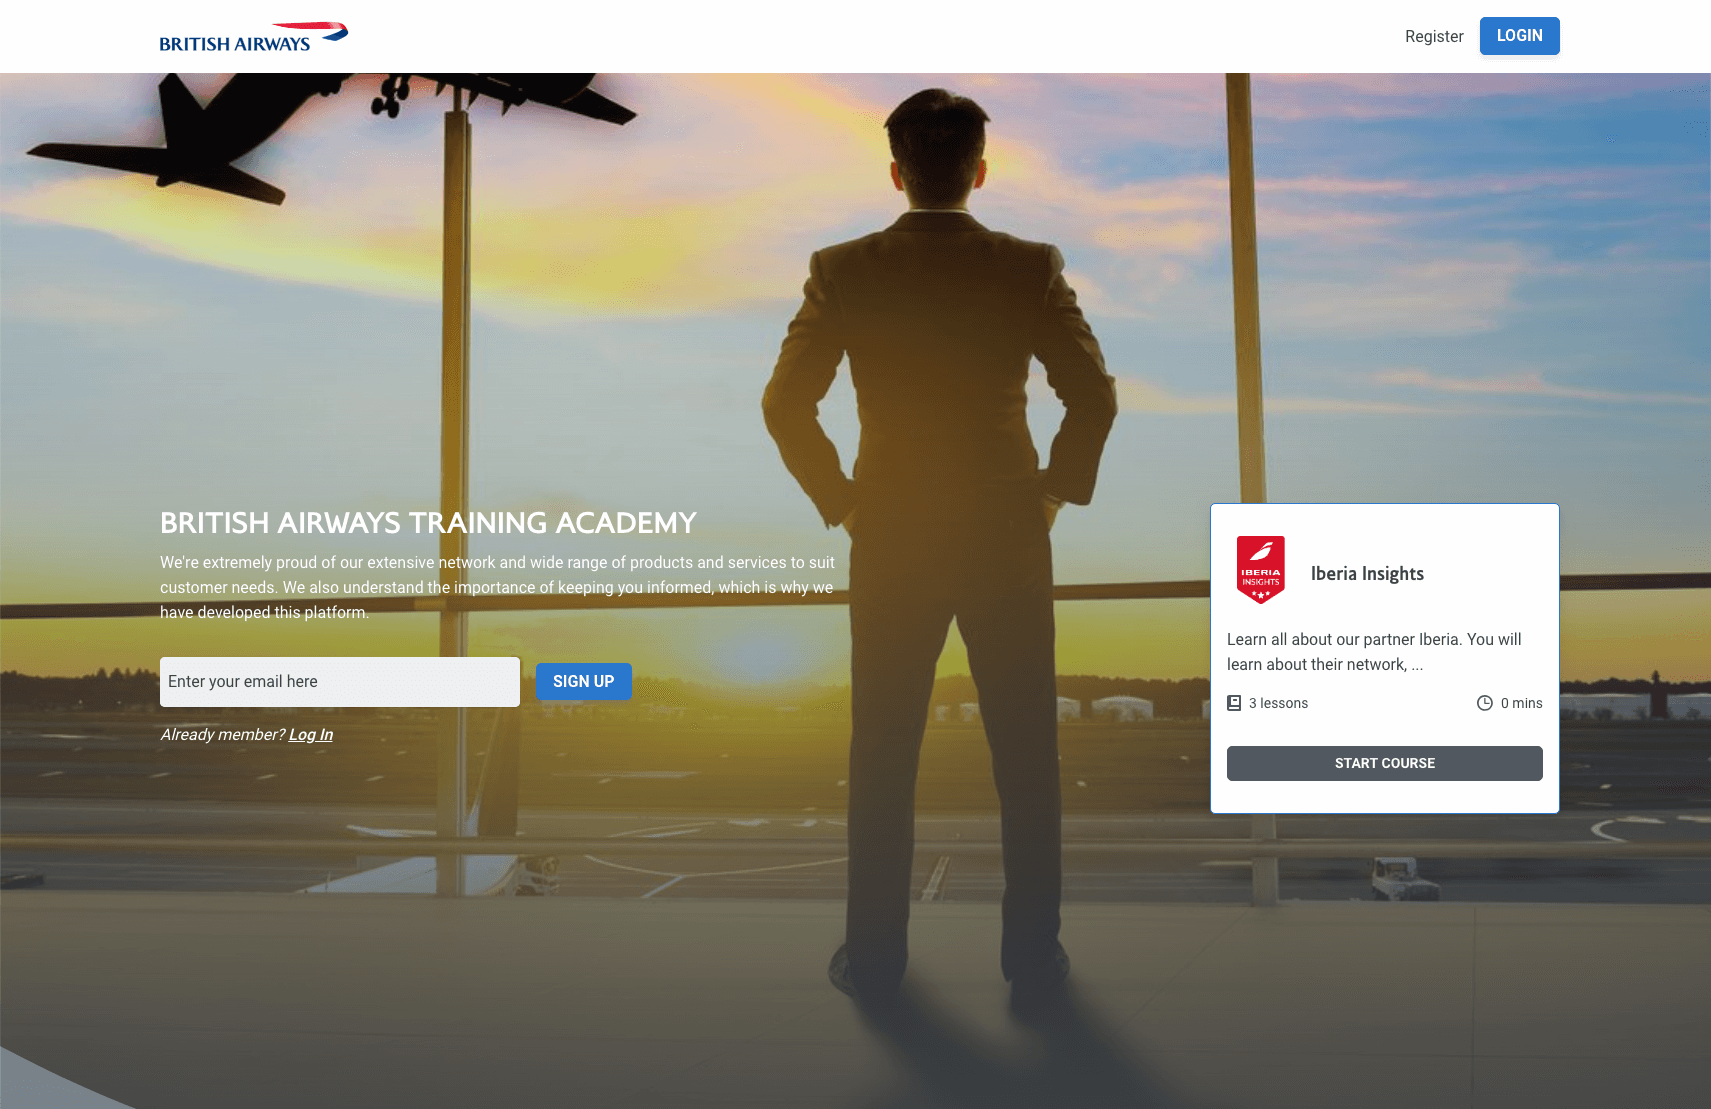 BRITISH AIRWAYS
Register
LOGIN
BRITISH AIRWAYS TRAINING ACADEMY
We're extremely proud of our extensive network and wide range of products and services to suit
customer needs. We also understand the importance of keeping you informed, which is why we
have developed this platform.
Enter your email here
SIGN UP
Already member? Log In
IBERIA
INSIGHTS
Iberia Insights
Learn all about our partner Iberia. You will
learn about their network, ...
3 lessons
0 mins
START COURSE